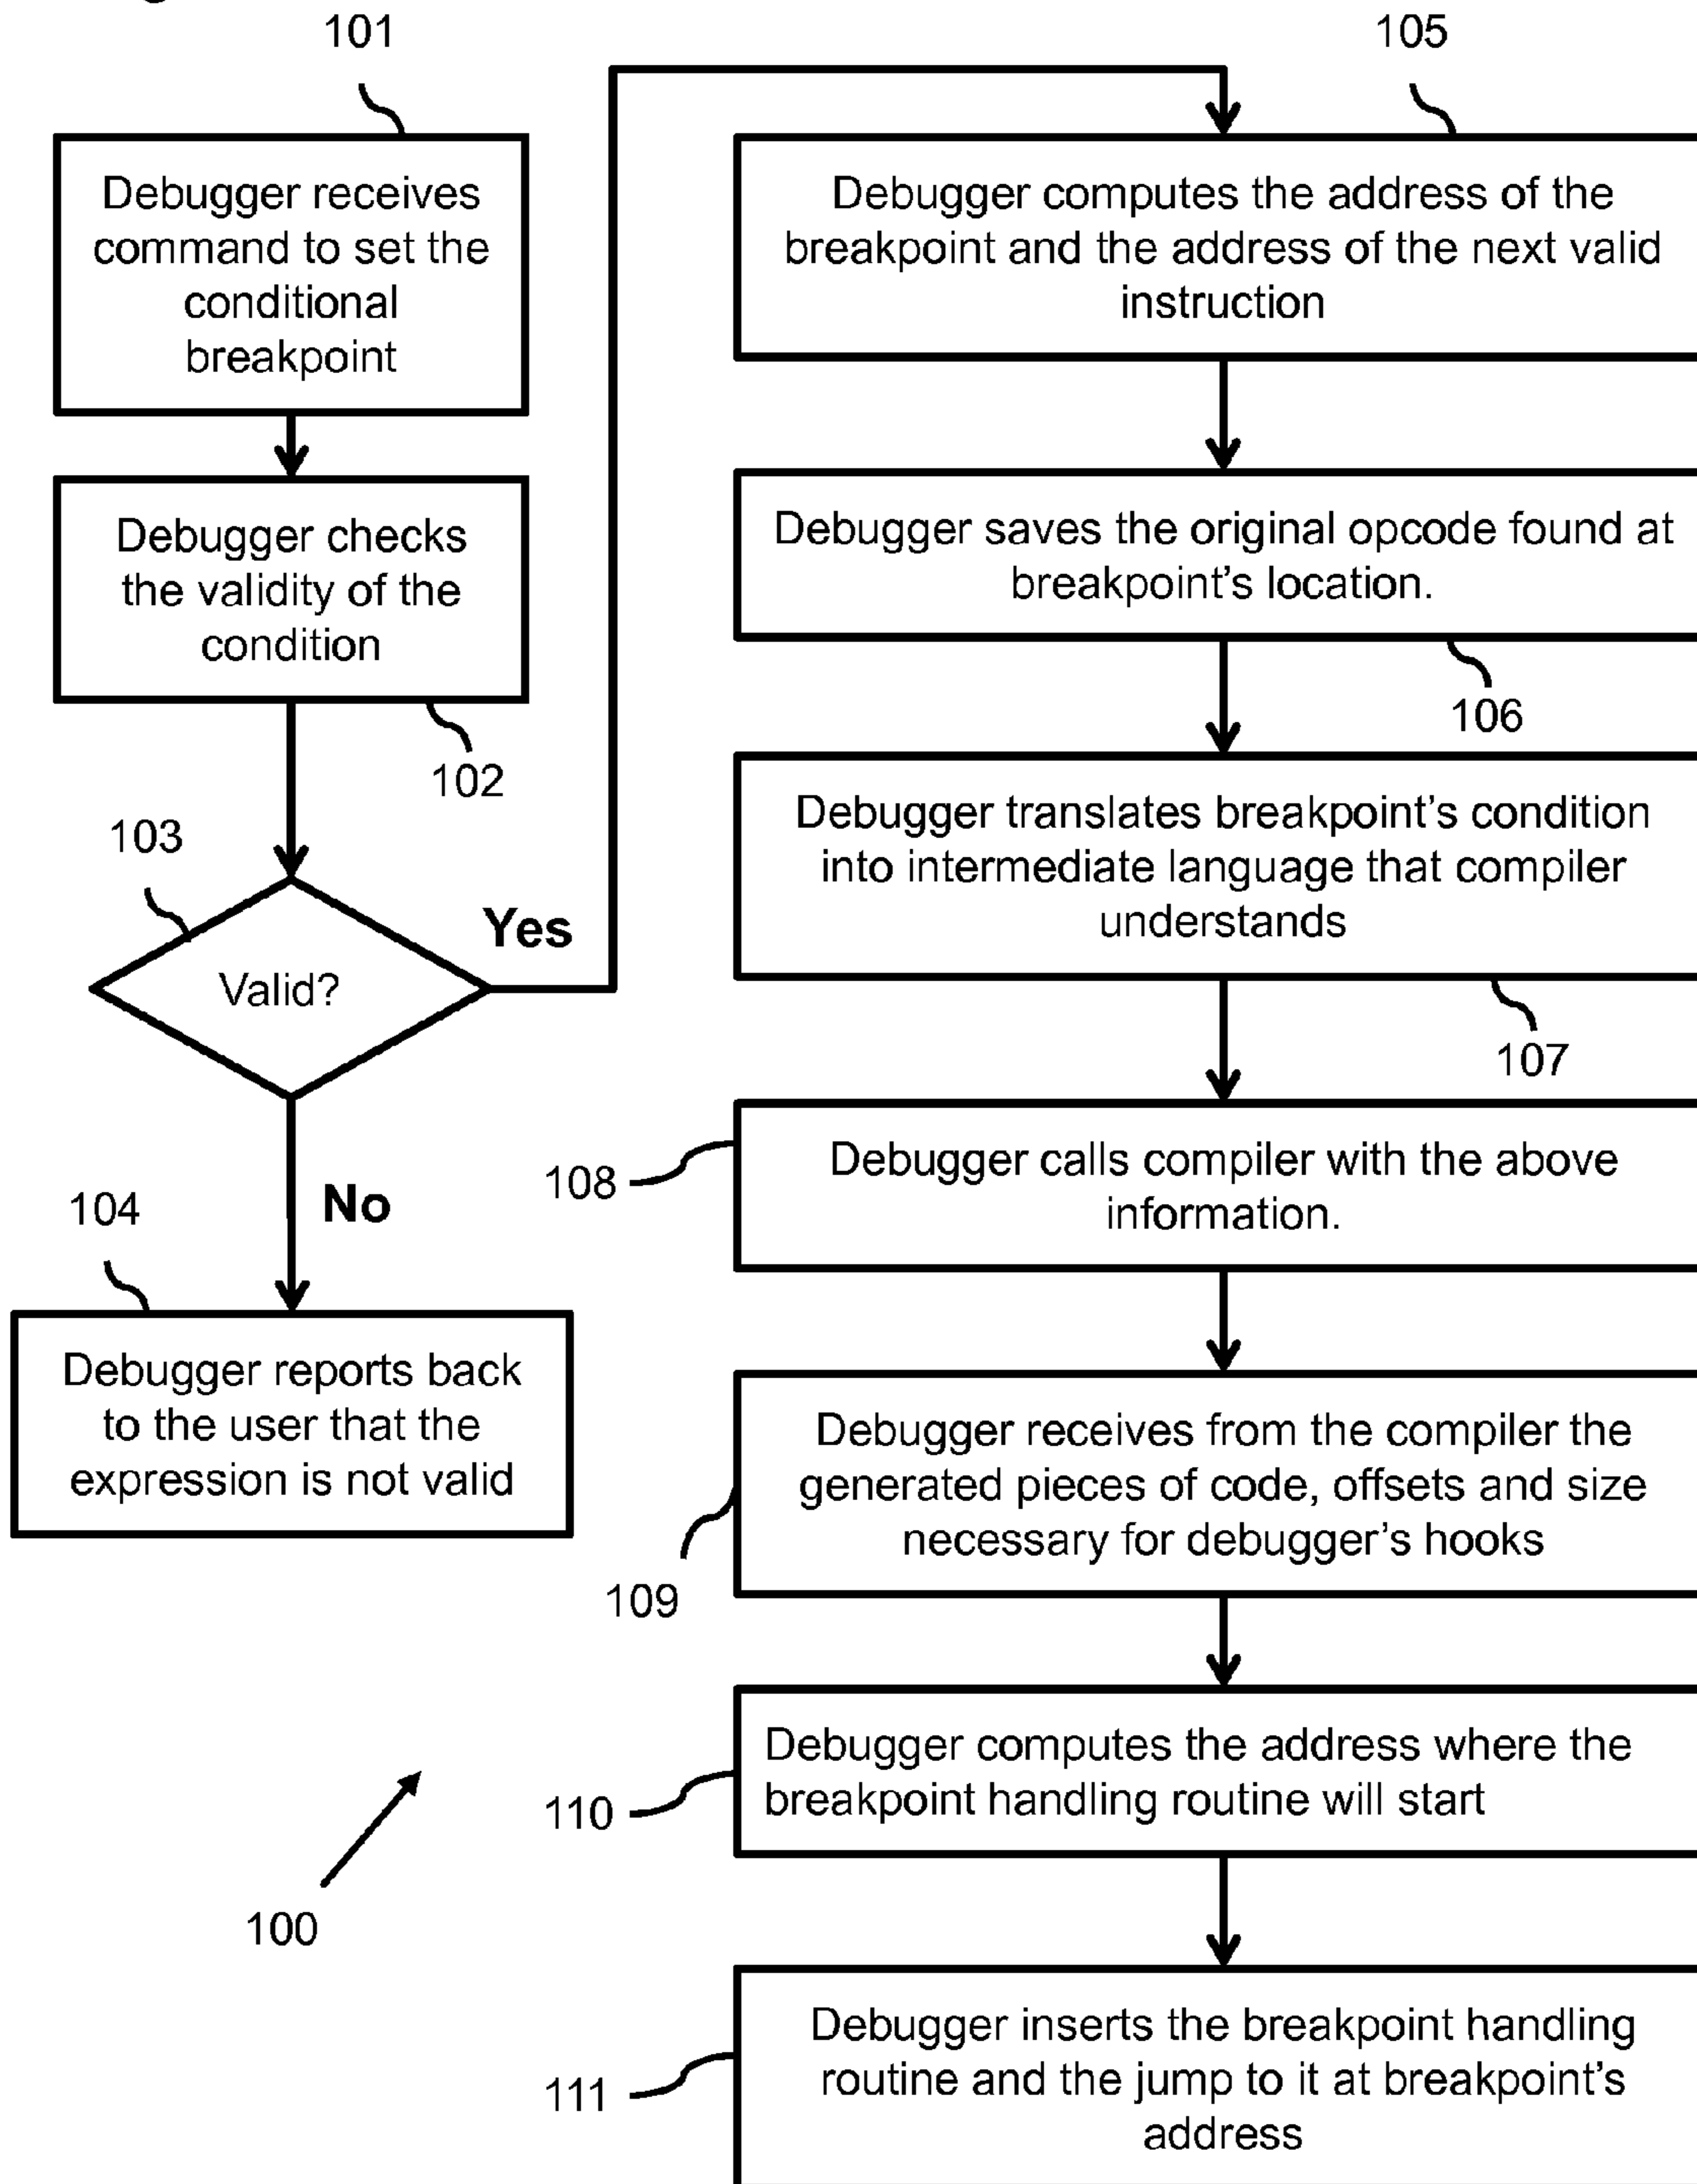 101
Debugger receives
command to set the
conditional
breakpoint
Debugger checks
the validity of the
condition
102
103
Valid?
Yes
No
104
Debugger reports back
to the user that the
expression is not valid
105
Debugger computes the address of the
breakpoint and the address of the next valid
instruction
Debugger saves the original opcode found at
breakpoint’s location.
106
Debugger translates breakpoint’s condition
into intermediate language that compiler
understands
107
108
Debugger calls compiler with the above
information.
Debugger receives from the compiler the
generated pieces of code, offsets and size
necessary for debugger’s hooks
109
Debugger computes the address where the
breakpoint handling routine will start
110
100
Debugger inserts the breakpoint handling
routine and the jump to it at breakpoint’s
address
111